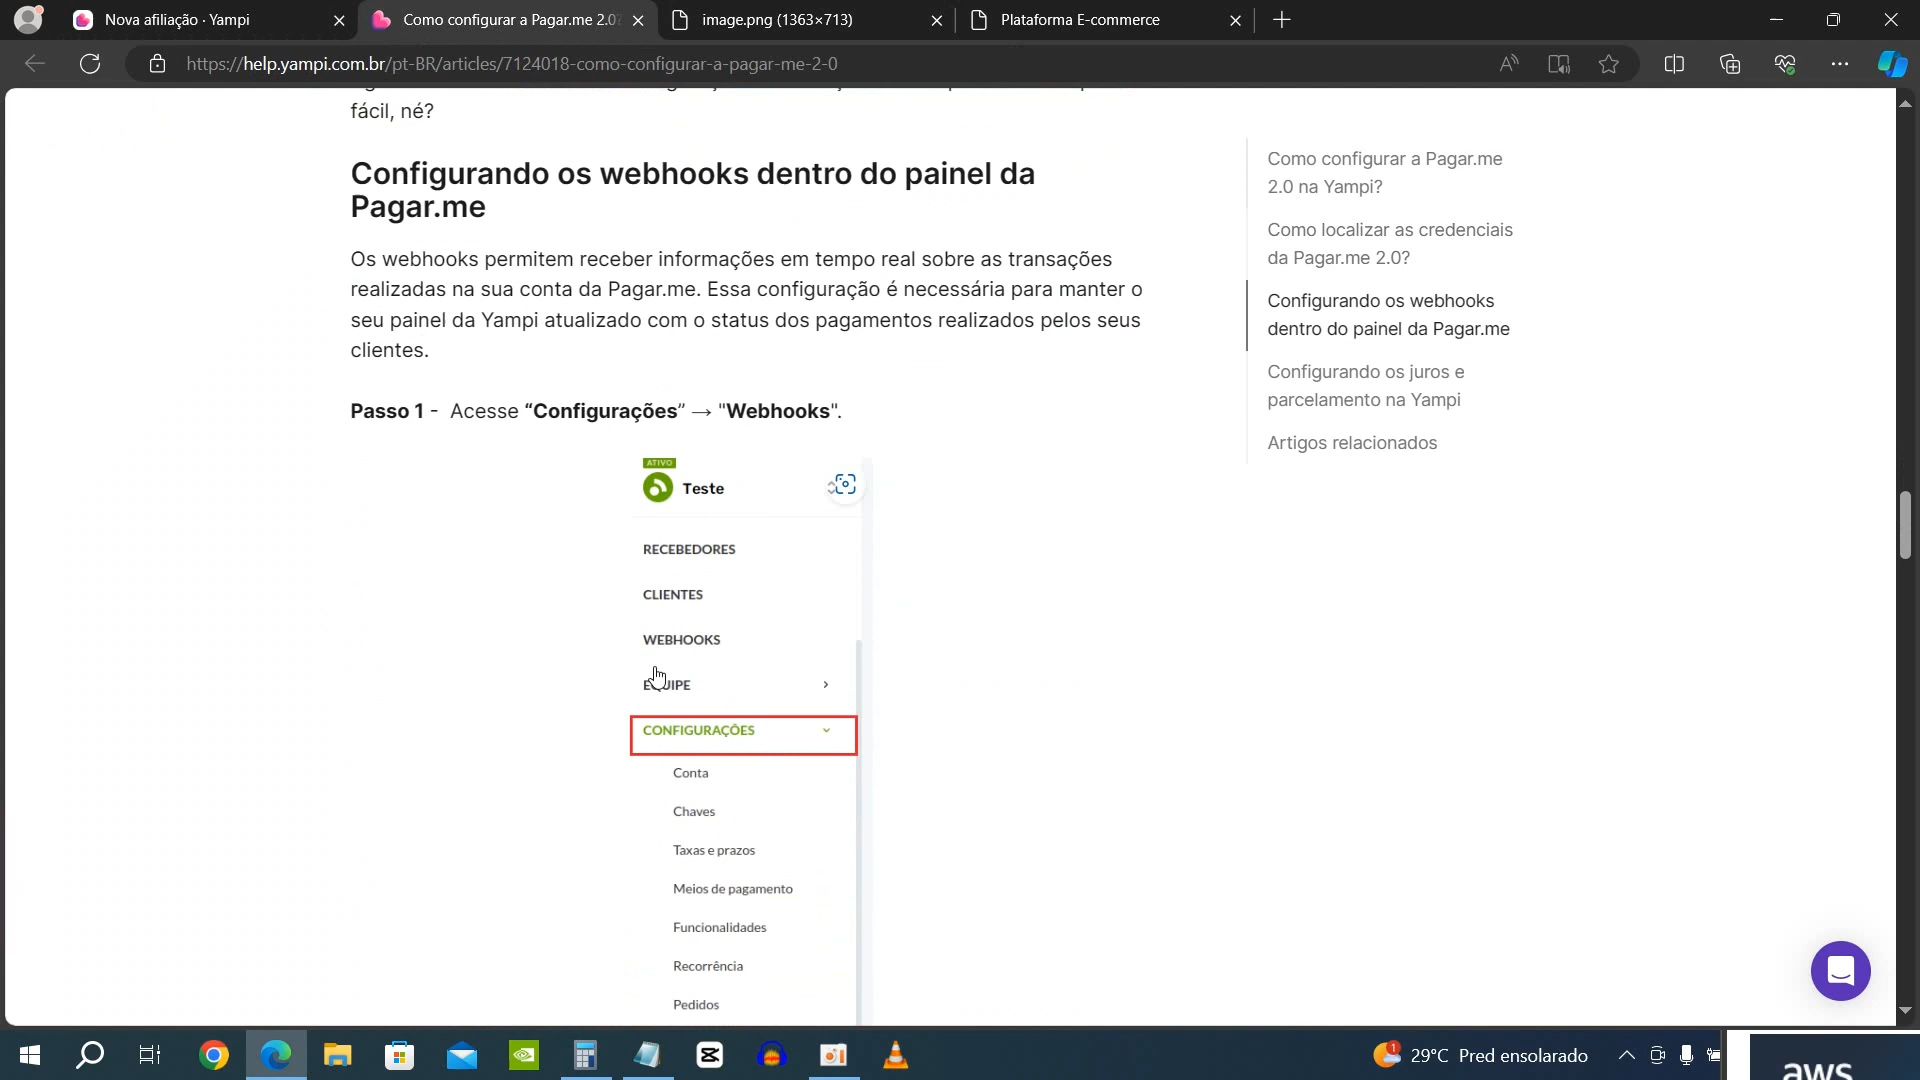 Nova afiliação · Yampi
Como configurar a Pagar.me 2.0
image.png (1363×713)
Plataforma E-commerce
https://help.yampi.com.br/pt-BR/articles/7124018-como-configurar-a-pagar-me-2-0
fácil, né?
Configurando os webhooks dentro do painel da
Pagar.me
Os webhooks permitem receber informações em tempo real sobre as transações
realizadas na sua conta da Pagar.me. Essa configuração é necessária para manter o
seu painel da Yampi atualizado com o status dos pagamentos realizados pelos seus
clientes.
Passo 1 - Acesse “Configurações” → "Webhooks".
ATIVO
Teste
RECEBEDORES
CLIENTES
WEBHOOKS
EQUIPE
CONFIGURAÇÕES
Conta
Chaves
Taxas e prazos
Meios de pagamento
Funcionalidades
Recorrência
Pedidos
Como configurar a Pagar.me
2.0 na Yampi?
Como localizar as credenciais
da Pagar.me 2.0?
Configurando os webhooks
dentro do painel da Pagar.me
Configurando os juros e
parcelamento na Yampi
Artigos relacionados
1
29°C Pred ensolarado
aws